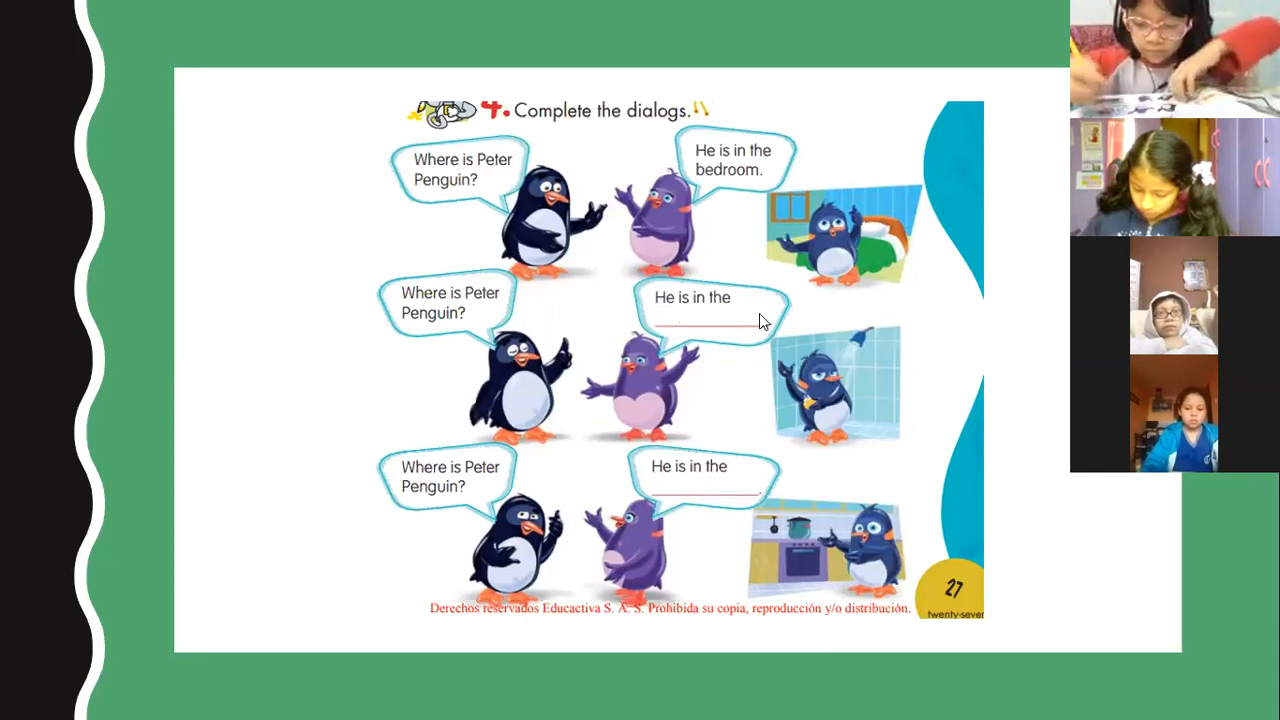 4. Complete the dialogs.
Where is Peter
Penguin?
He is in the
bedroom.
Where is Peter
Penguin?
He is in the
Where is Peter
Penguin?
He is in the
27
Derechos reservados Educactiva S. A. S. Prohibida su copia, reproducción y/o distribución.
twenty-seven